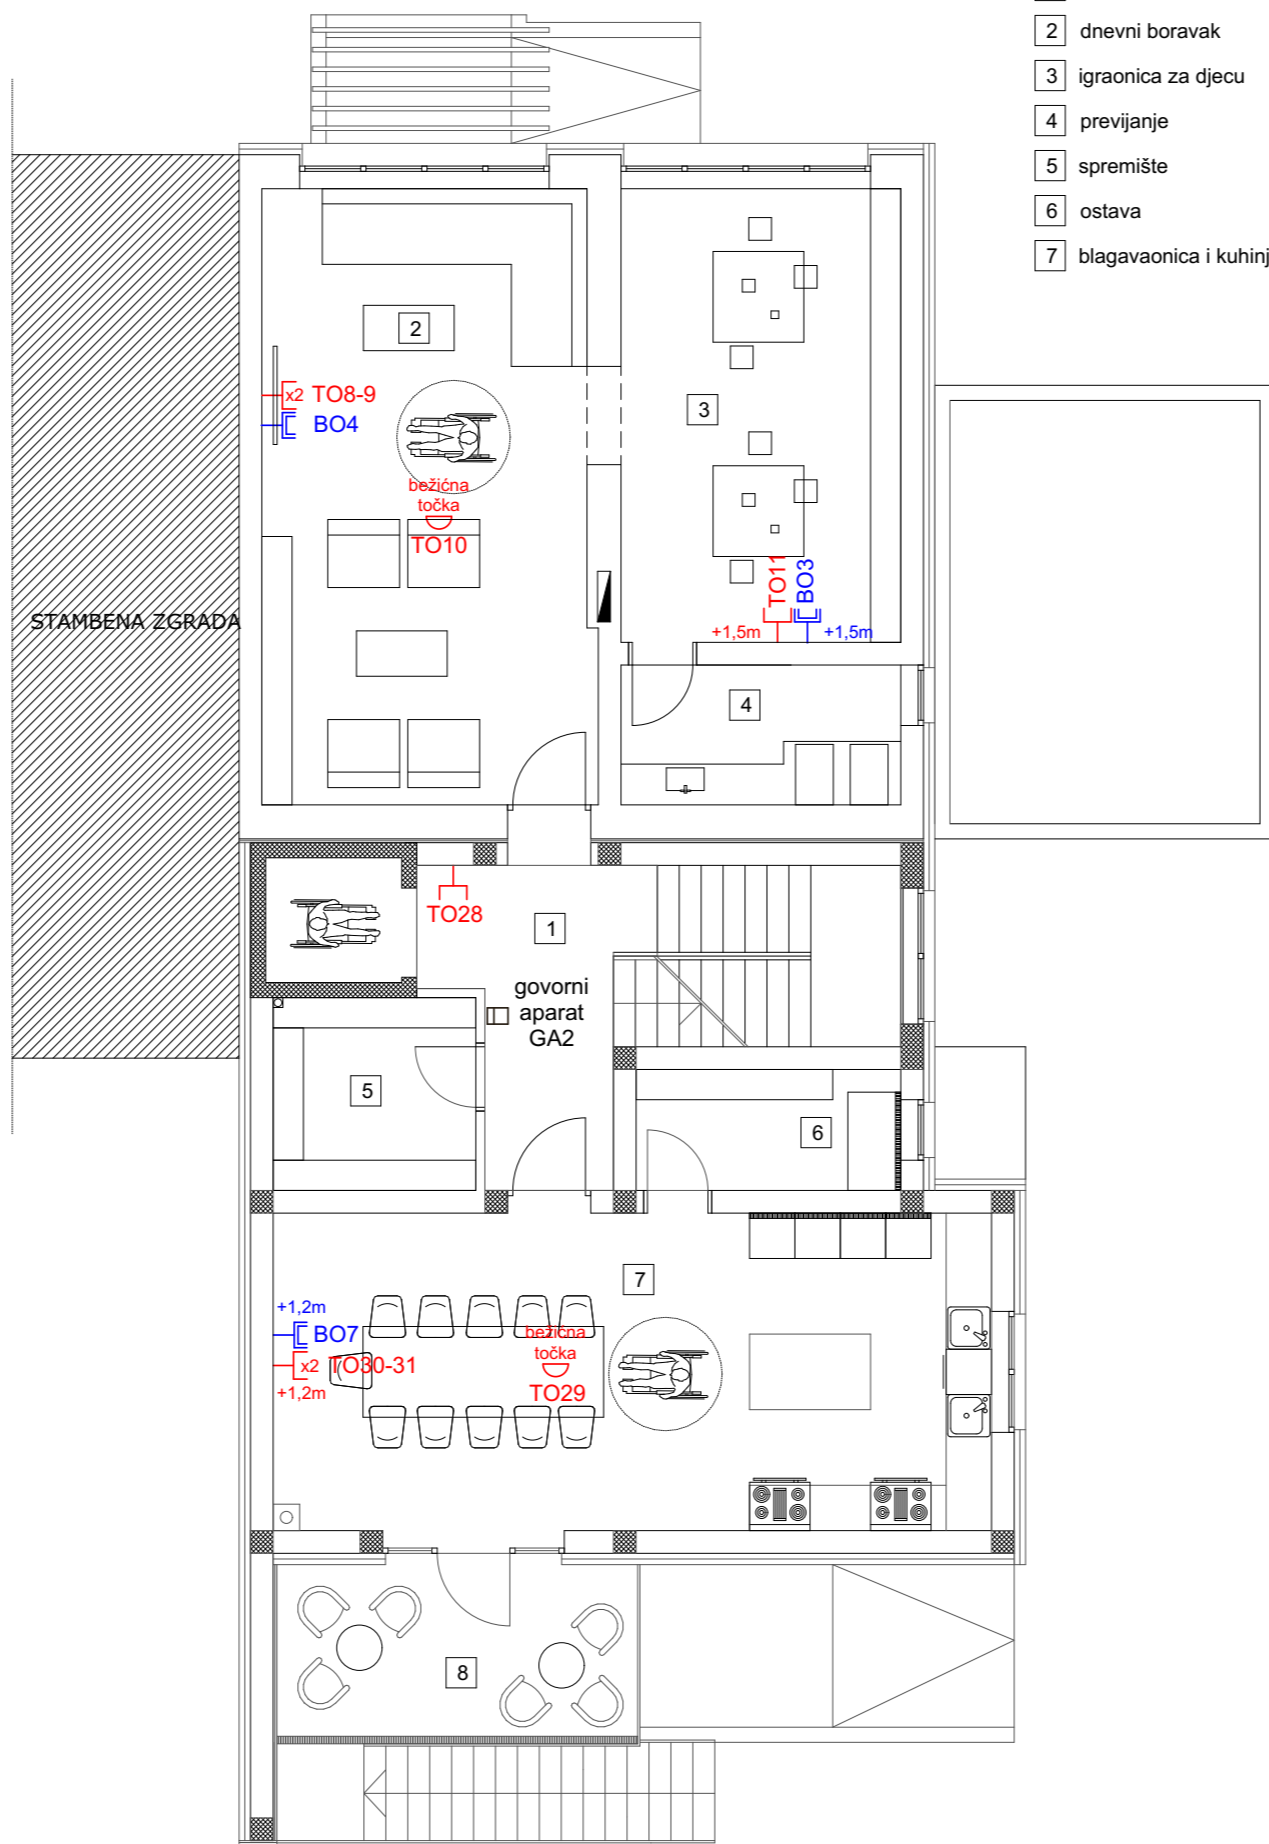 2 dnevni boravak
3 igraonica za djecu
4 previjanje
5 spremište
6 ostava
7 blagavaonica i kuhinj
2
x2 TO8-9
BO4
3
bežićna
točka
TO10
TO11
BO3
+1,5m
+1,5m
STAMBENA ZGRADA
4
TO28
1
govorni
aparat
GA2
5
6
7
+1,2m
BO7
x2 TO30-31
+1,2m
bežićna
točka
TO29
8